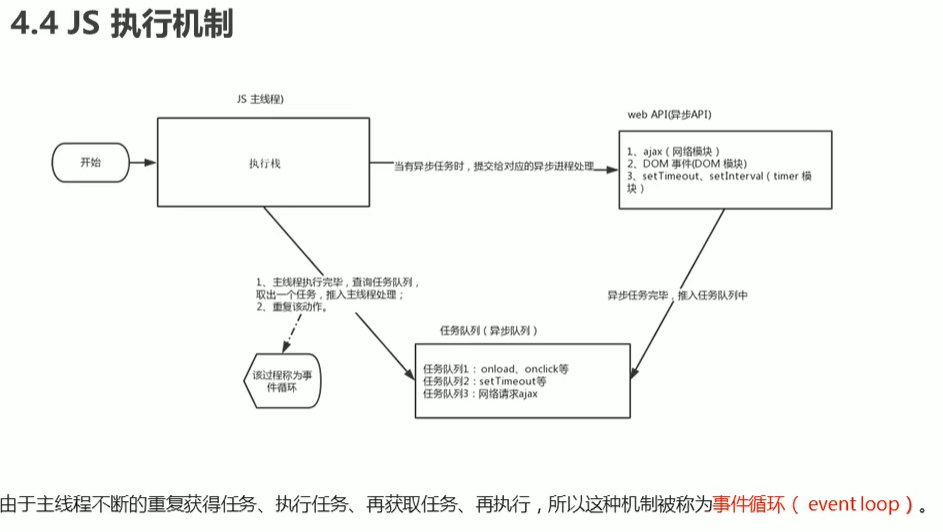 4.4 JS 执行机制
JS 主线程)
web API(异步API)
开始
执行栈
当有异步任务时，提交给对应的异步进程处理
1、ajax（网络模块）
2、DOM 事件(DOM 模块)
3、setTimeout、setInterval（timer 模
块）
1、主线程执行完毕，查询任务队列，
取出一个任务，推入主线程处理；
2、重复该动作。
异步任务完毕，推入任务队列中
任务队列（异步队列）
该过程称为事
件循环
任务队列1：onload、onclick等
任务队列2：setTimeout等
任务队列3：网络请求ajax
由于主线程不断的重复获得任务、执行任务、再获取任务、再执行，所以这种机制被称为事件循环（ event loop）。